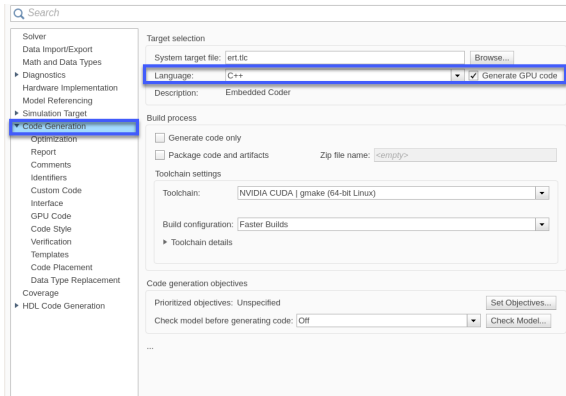 Search
Solver
Data Import/Export
Math and Data Types
Diagnostics
Hardware Implementation
Model Referencing
Simulation Target
Code Generation
Optimization
Report
Comments
Identifiers
Custom Code
Interface
GPU Code
Code Style
Verification
Templates
Code Placement
Data Type Replacement
Coverage
HDL Code Generation
Target selection
System target file: ert.tlc Browse...
Language: C++ Generate GPU code
Description: Embedded Coder
Build process
Generate code only
Package code and artifacts Zip file name: <empty>
Toolchain settings
Toolchain: NVIDIA CUDA | gmake (64-bit Linux)
Build configuration: Faster Builds
Toolchain details
Code generation objectives
Prioritized objectives: Unspecified Set Objectives...
Check model before generating code: Off Check Model...
...